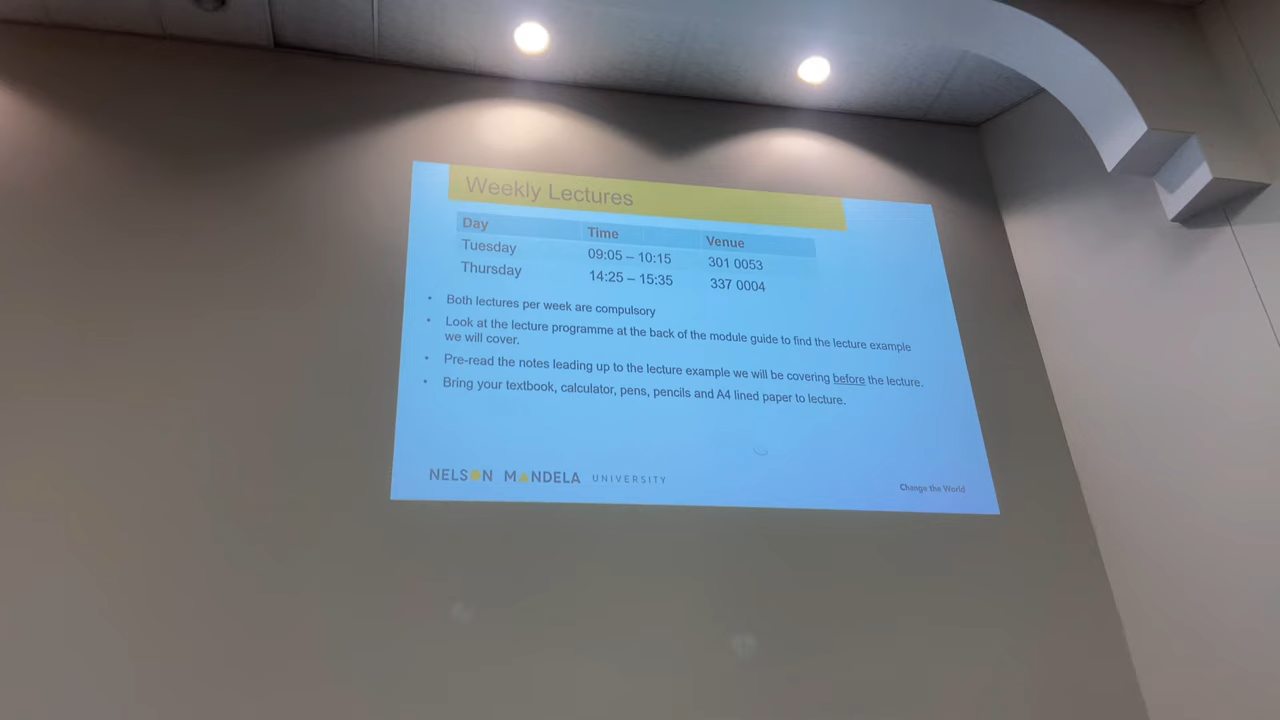 Weekly Lectures
Day Time Venue
Tuesday 09:05 – 10:15 301 0053
Thursday 14:25 – 15:35 337 0004
• Both lectures per week are compulsory
• Look at the lecture programme at the back of the module guide to find the lecture example
we will cover.
• Pre-read the notes leading up to the lecture example we will be covering before the lecture.
• Bring your textbook, calculator, pens, pencils and A4 lined paper to lecture.
NELSON MANDELA UNIVERSITY
Change the World